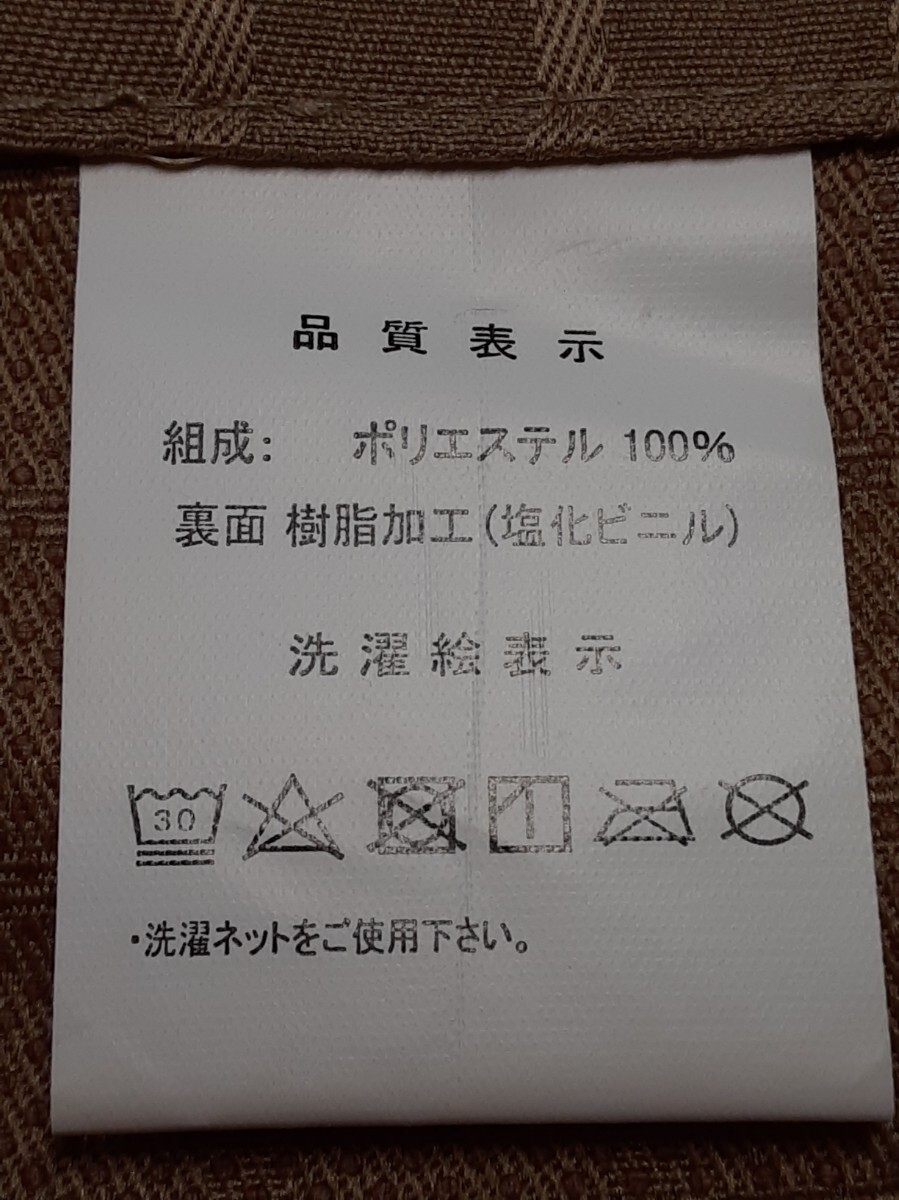 品質表示
組成： ポリエステル 100%
裏面 樹脂加工(塩化ビニル)
洗濯絵表示
30
・洗濯ネットをご使用下さい。